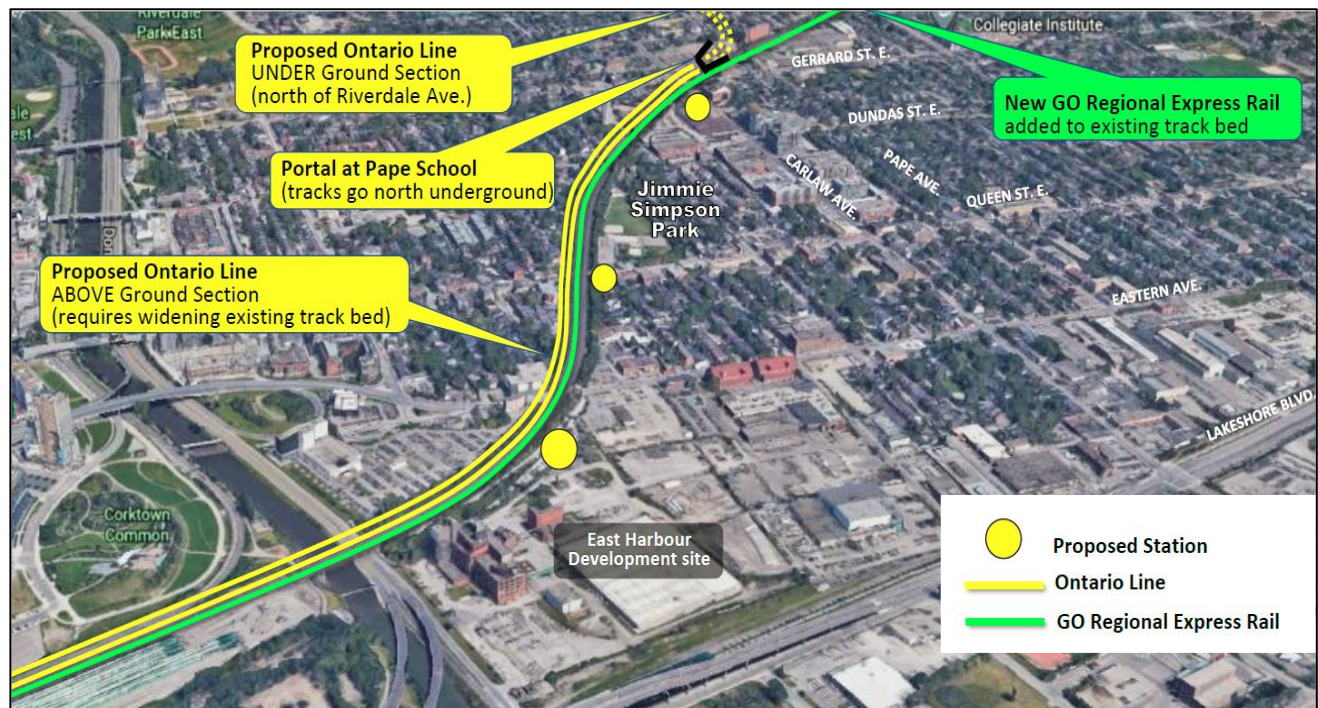 Riverdale
Park East
Collegiate Institute
Proposed Ontario Line
UNDER Ground Section
(north of Riverdale Ave.)
GERRARD ST. E.
New GO Regional Express Rail
added to existing track bed
DUNDAS ST. E.
Portal at Pape School
(tracks go north underground)
CARLAW AVE.
PAPE AVE.
QUEEN ST. E.
Jimmie
Simpson
Park
Proposed Ontario Line
ABOVE Ground Section
(requires widening existing track bed)
EASTERN AVE.
LAKESHORE BLVD.
Corktown
Common
East Harbour
Development site
Proposed Station
Ontario Line
GO Regional Express Rail